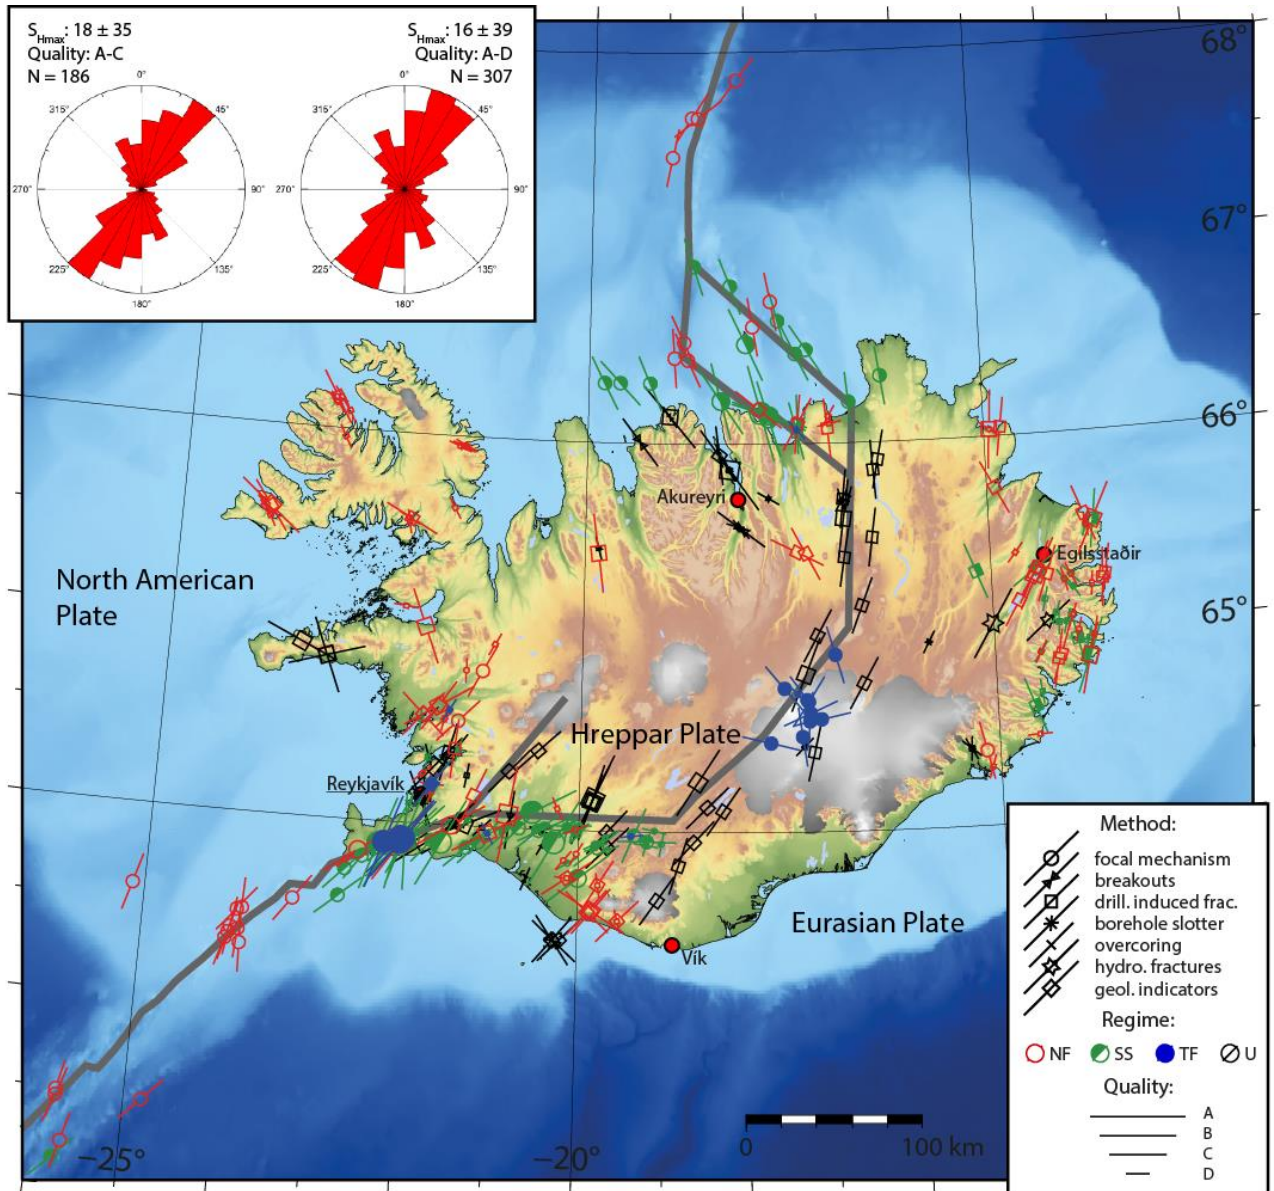 S_Hmax: 18 ± 35
Quality: A-C
N = 186
0°
45°
90°
135°
180°
225°
270°
315°
S_Hmax: 16 ± 39
Quality: A-D
N = 307
0°
45°
90°
135°
180°
225°
270°
315°
68°
67°
66°
65°
Akureyri
Egilsstaðir
North American
Plate
Hreppar Plate
Reykjavík
Eurasian Plate
Vík
−25°
−20°
0
100 km
Method:
focal mechanism
breakouts
drill. induced frac.
borehole slotter
overcoring
hydro. fractures
geol. indicators
Regime:
NF SS TF U
Quality:
A
B
C
D